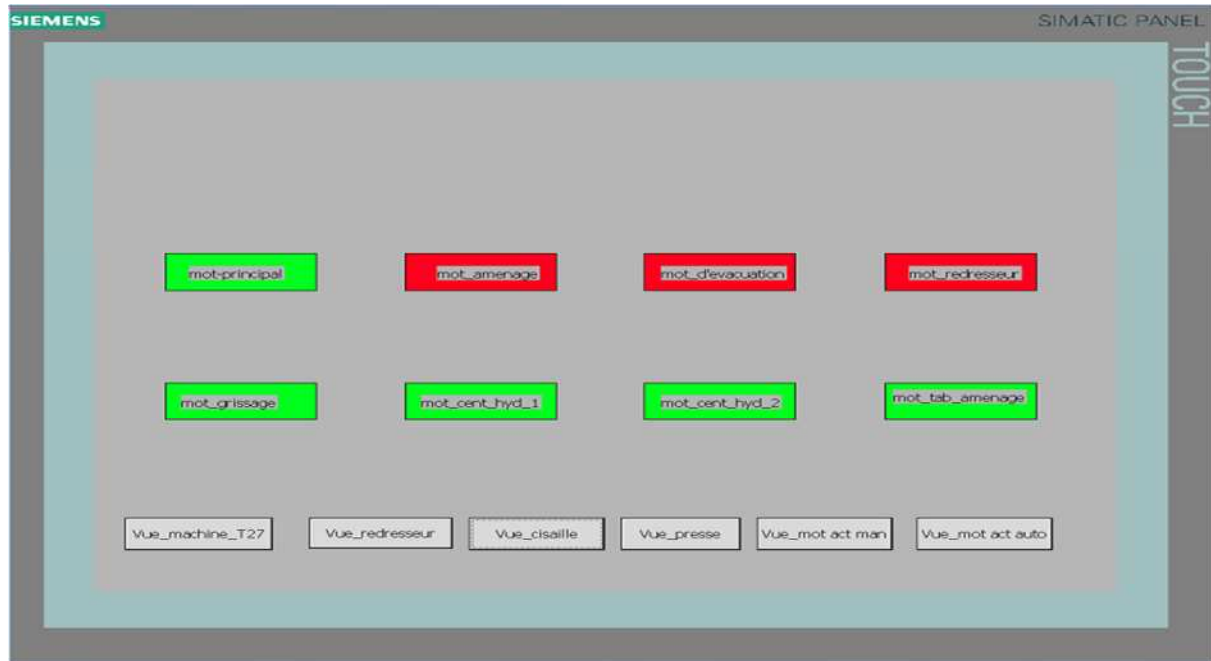 SIEMENS
SIMATIC PANEL
TOUCH
mot-principal
mot_amenage
mot_d'evacuation
mot_redresseur
mot_grissage
mot_cent_hyd_1
mot_cent_hyd_2
mot_tab_amenage
Vue_machine_T27
Vue_redresseur
Vue_cisaille
Vue_presse
Vue_mot act man
Vue_mot act auto